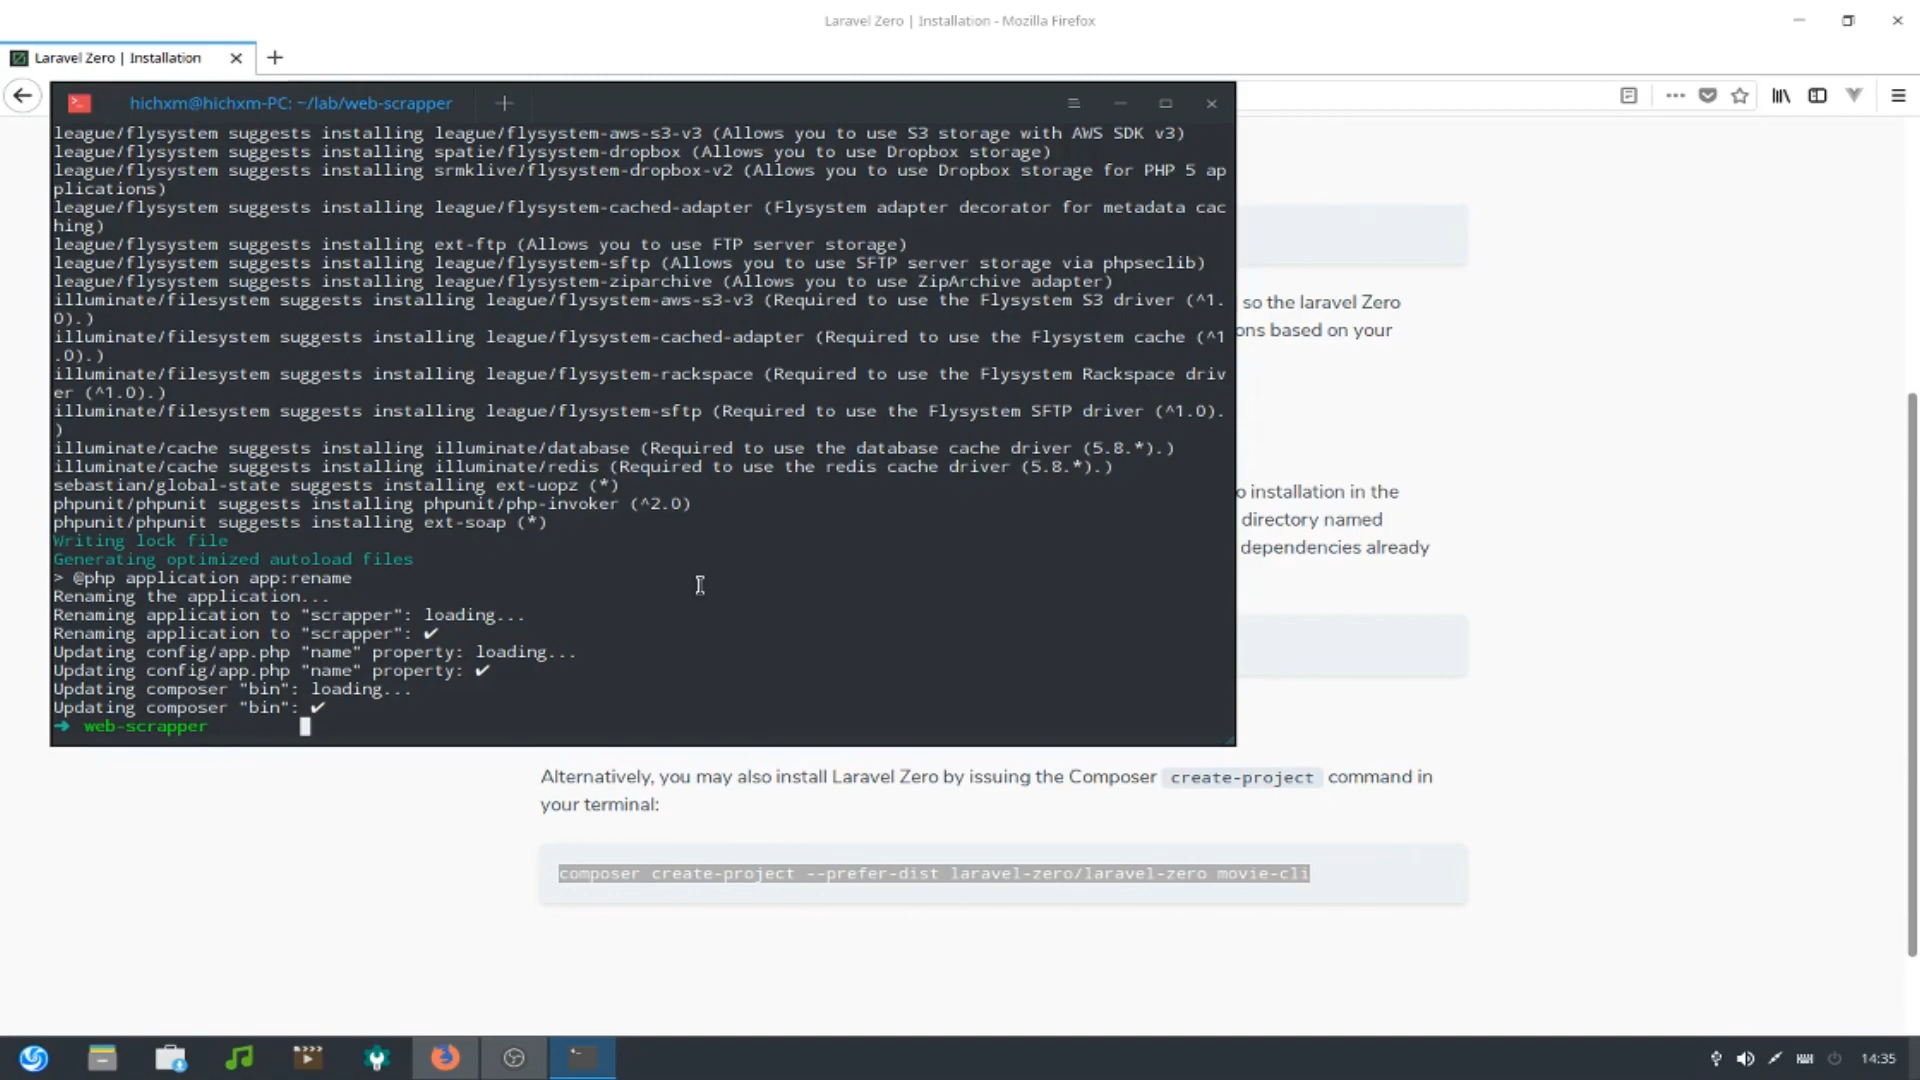 Laravel Zero | Installation - Mozilla Firefox
Laravel Zero | Installation
hichxm@hichxm-PC: ~/lab/web-scrapper
league/flysystem suggests installing league/flysystem-aws-s3-v3 (Allows you to use S3 storage with AWS SDK v3)
league/flysystem suggests installing spatie/flysystem-dropbox (Allows you to use Dropbox storage)
league/flysystem suggests installing srmklive/flysystem-dropbox-v2 (Allows you to use Dropbox storage for PHP 5 ap
plications)
league/flysystem suggests installing league/flysystem-cached-adapter (Flysystem adapter decorator for metadata cac
hing)
league/flysystem suggests installing ext-ftp (Allows you to use FTP server storage)
league/flysystem suggests installing league/flysystem-sftp (Allows you to use SFTP server storage via phpseclib)
league/flysystem suggests installing league/flysystem-ziparchive (Allows you to use ZipArchive adapter)
illuminate/filesystem suggests installing league/flysystem-aws-s3-v3 (Required to use the Flysystem S3 driver (^1.
0).)
illuminate/filesystem suggests installing league/flysystem-cached-adapter (Required to use the Flysystem cache (^1
.0).)
illuminate/filesystem suggests installing league/flysystem-rackspace (Required to use the Flysystem Rackspace driv
er (^1.0).)
illuminate/filesystem suggests installing league/flysystem-sftp (Required to use the Flysystem SFTP driver (^1.0).
)
illuminate/cache suggests installing illuminate/database (Required to use the database cache driver (5.8.*).)
illuminate/cache suggests installing illuminate/redis (Required to use the redis cache driver (5.8.*).)
sebastian/global-state suggests installing ext-uopz (*)
phpunit/phpunit suggests installing phpunit/php-invoker (^2.0)
phpunit/phpunit suggests installing ext-soap (*)
Writing lock file
Generating optimized autoload files
> @php application app:rename
Renaming the application...
Renaming application to "scrapper": loading...
Renaming application to "scrapper": ✔
Updating config/app.php "name" property: loading...
Updating config/app.php "name" property: ✔
Updating composer "bin": loading...
Updating composer "bin": ✔
➜ web-scrapper
so the laravel Zero
ons based on your
o installation in the
directory named
dependencies already
Alternatively, you may also install Laravel Zero by issuing the Composer create-project command in
your terminal:
composer create-project --prefer-dist laravel-zero/laravel-zero movie-cli
14:35